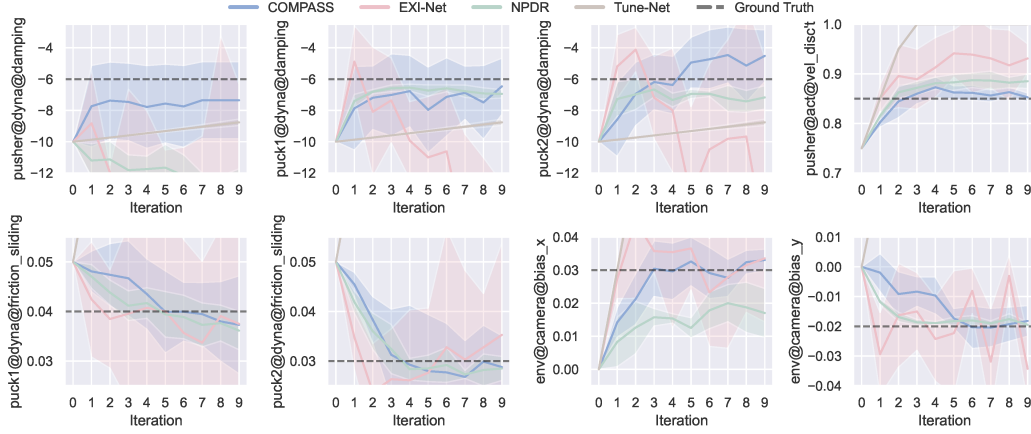 COMPASS EXI-Net NPDR Tune-Net Ground Truth
pusher@dyna@damping
−4
−6
−8
−10
−12
0 1 2 3 4 5 6 7 8 9
Iteration
puck1@dyna@damping
−4
−6
−8
−10
−12
0 1 2 3 4 5 6 7 8 9
Iteration
puck2@dyna@damping
−4
−6
−8
−10
−12
0 1 2 3 4 5 6 7 8 9
Iteration
pusher@act@vel_disc't
1.0
0.9
0.8
0.7
0 1 2 3 4 5 6 7 8 9
Iteration
puck1@dyna@friction_sliding
0.05
0.04
0.03
0 1 2 3 4 5 6 7 8 9
Iteration
puck2@dyna@friction_sliding
0.05
0.04
0.03
0 1 2 3 4 5 6 7 8 9
Iteration
env@camera@bias_x
0.04
0.03
0.02
0.01
0.00
0 1 2 3 4 5 6 7 8 9
Iteration
env@camera@bias_y
0.01
0.00
−0.01
−0.02
−0.03
−0.04
0 1 2 3 4 5 6 7 8 9
Iteration